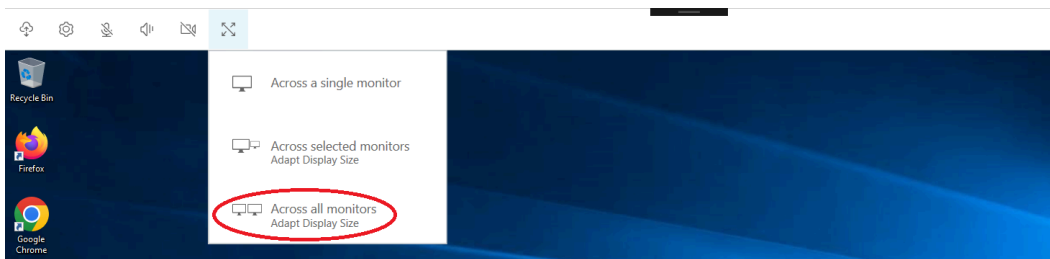 Across a single monitor
Recycle Bin
Across selected monitors
Adapt Display Size
Firefox
Across all monitors
Adapt Display Size
Google
Chrome